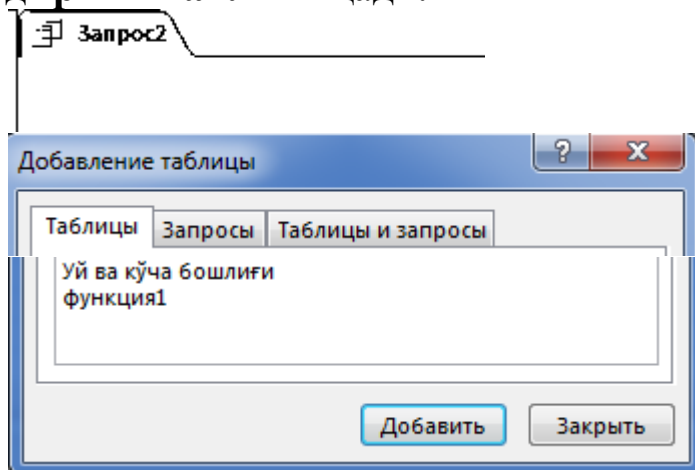 Запрос2
Добавление таблицы
Таблицы Запросы Таблицы и запросы
Уй ва кўча бошлиғи
функция1
Добавить Закрыть